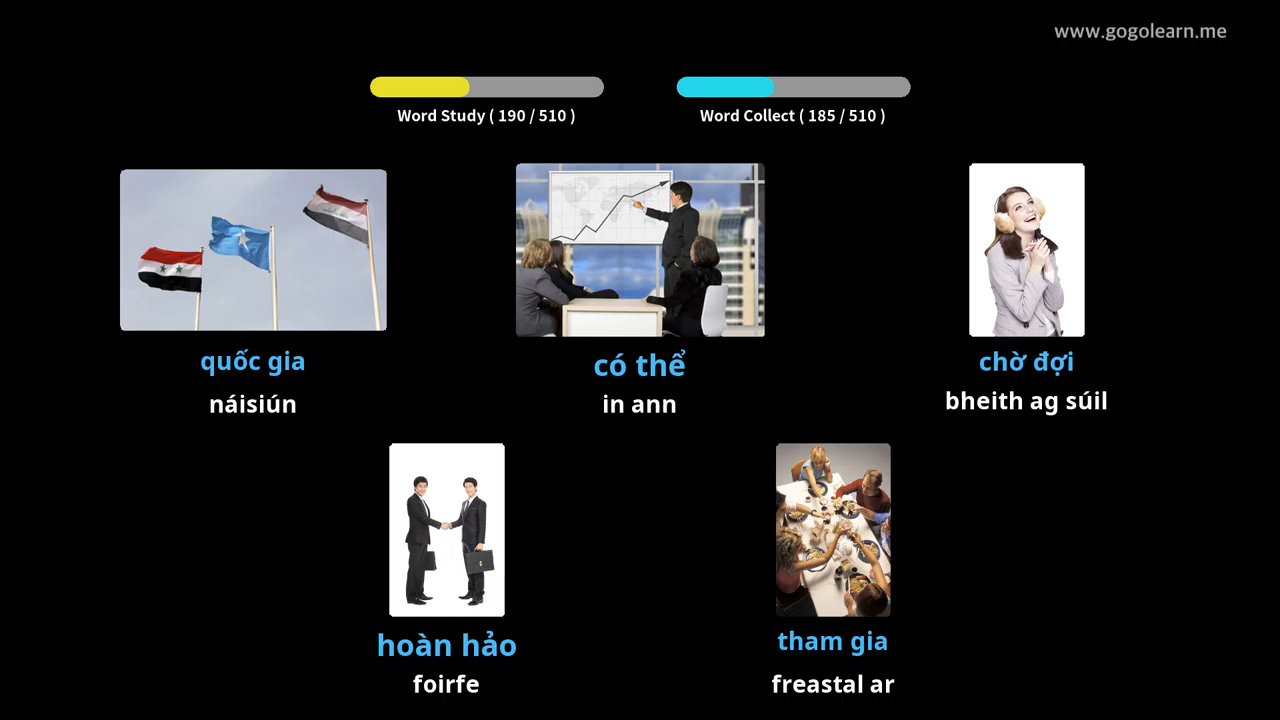 www.gogolearn.me
Word Study ( 190 / 510 )
Word Collect ( 185 / 510 )
quốc gia
náisiún
có thể
in ann
chờ đợi
bheith ag súil
hoàn hảo
foirfe
tham gia
freastal ar